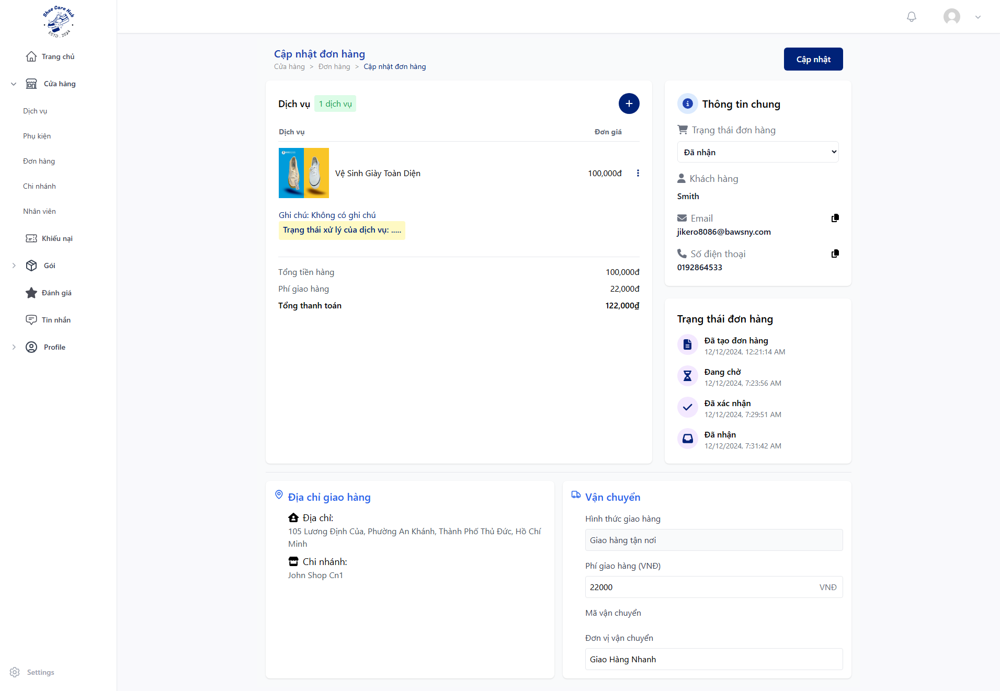 Shoe Care Hub
ESTD . 2024
Trang chủ
Cửa hàng
Dịch vụ
Phụ kiện
Đơn hàng
Chi nhánh
Nhân viên
Khiếu nại
Gói
Đánh giá
Tin nhắn
Profile
Settings
Cập nhật đơn hàng
Cửa hàng > Đơn hàng > Cập nhật đơn hàng
Cập nhật
Dịch vụ 1 dịch vụ
Dịch vụ Đơn giá
Vệ Sinh Giày Toàn Diện 100,000đ
Ghi chú: Không có ghi chú
Trạng thái xử lý của dịch vụ: .....
Tổng tiền hàng 100,000đ
Phí giao hàng 22,000đ
Tổng thanh toán 122,000₫
Thông tin chung
Trạng thái đơn hàng
Đã nhận
Khách hàng
Smith
Email
jikero8086@bawsny.com
Số điện thoại
0192864533
Trạng thái đơn hàng
Đã tạo đơn hàng
12/12/2024, 12:21:14 AM
Đang chờ
12/12/2024, 7:23:56 AM
Đã xác nhận
12/12/2024, 7:29:51 AM
Đã nhận
12/12/2024, 7:31:42 AM
Địa chỉ giao hàng
Địa chỉ:
105 Lương Định Của, Phường An Khánh, Thành Phố Thủ Đức, Hồ Chí
Minh
Chi nhánh:
John Shop Cn1
Vận chuyển
Hình thức giao hàng
Giao hàng tận nơi
Phí giao hàng (VNĐ)
22000 VNĐ
Mã vận chuyển
Đơn vị vận chuyển
Giao Hàng Nhanh